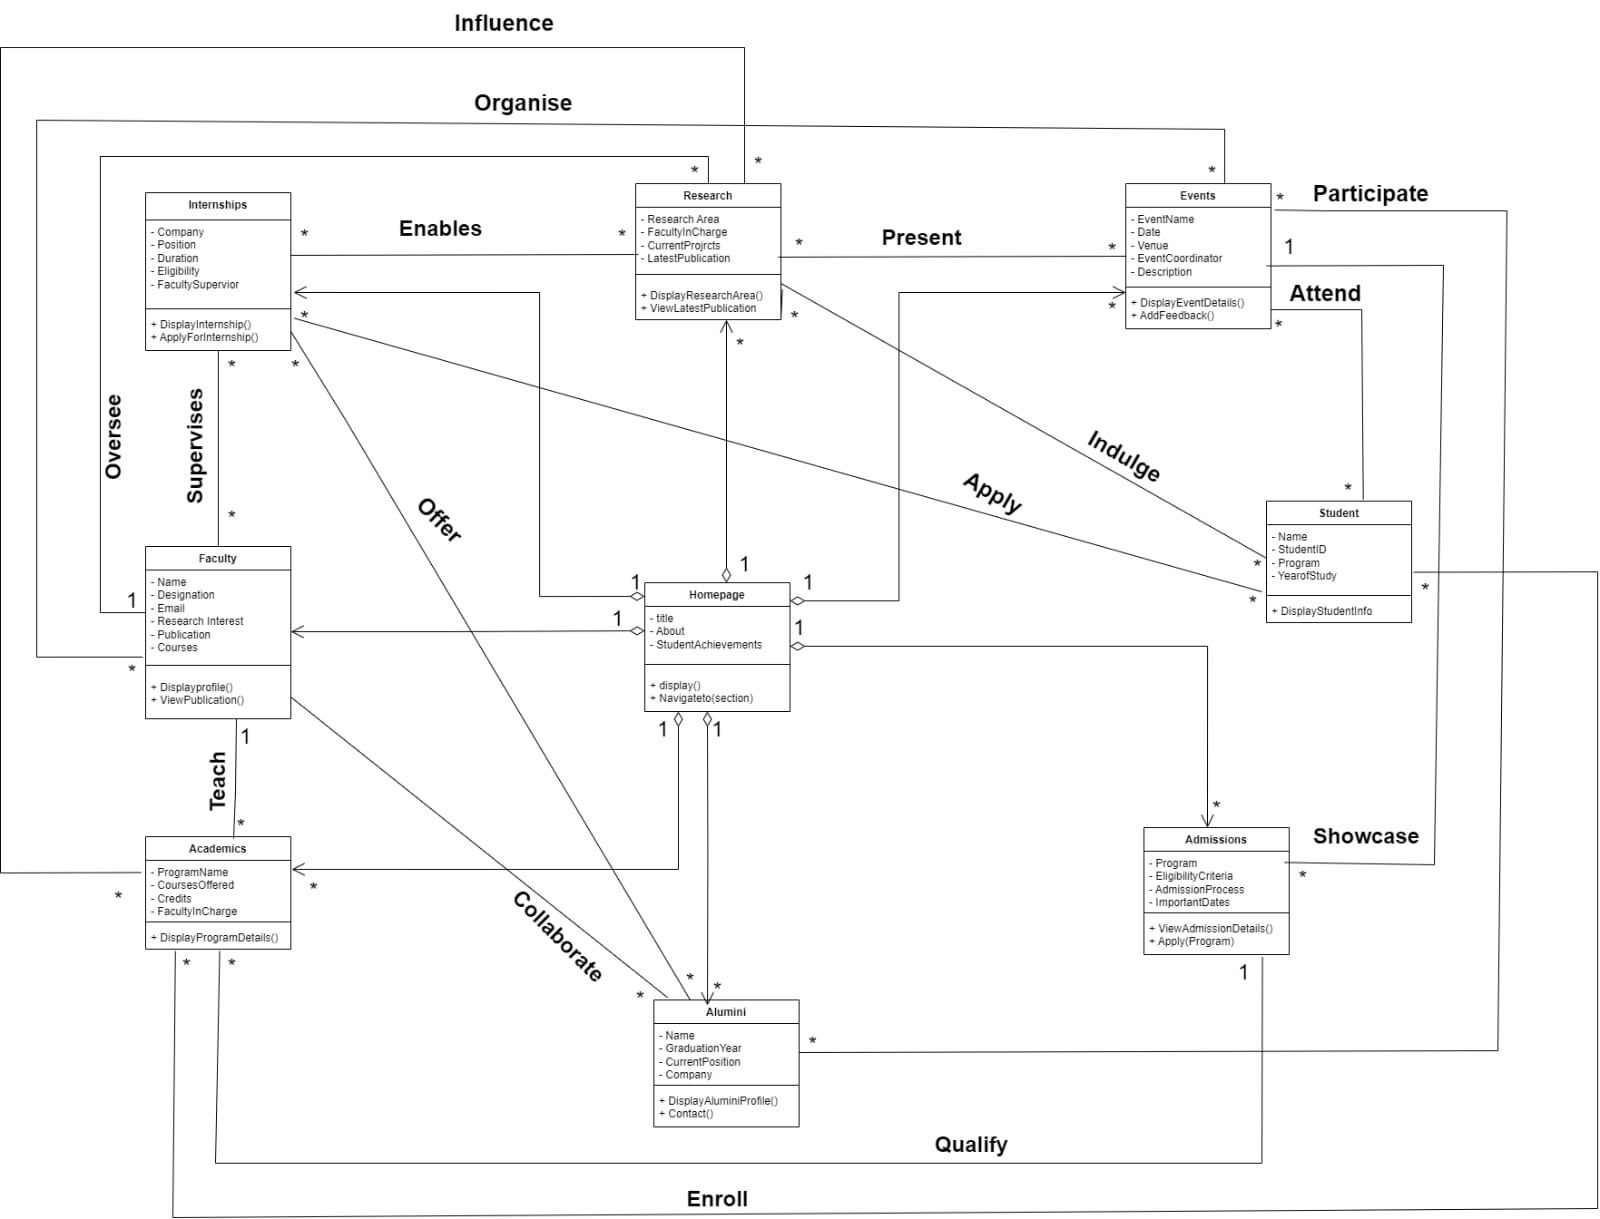 Influence
Organise
*
*
*
Research
- Research Area
- FacultyInCharge
- CurrentProjrcts
- LatestPublication
+ DisplayResearchArea()
+ ViewLatestPublication
Events
- EventName
- Date
- Venue
- EventCoordinator
- Description
+ DisplayEventDetails()
+ AddFeedback()
* Participate
Internships
- Company
- Position
- Duration
- Eligibility
- FacultySupervior
+ DisplayInternship()
+ ApplyForInternship()
* Enables *
* Present *
1
Attend
*
*
*
*
*
*
*
Oversee
Supervises
*
Offer
Apply
Indulge
*
Student
- Name
- StudentID
- Program
- YearofStudy
+ DisplayStudentInfo
*
*
*
Faculty
- Name
- Designation
- Email
- Research Interest
- Publication
- Courses
+ Displayprofile()
+ ViewPublication()
1
*
1
1
1
1
1
Homepage
- title
- About
- StudentAchievements
+ display()
+ Navigateto(section)
1
1
1
Teach
*
*
Academics
- ProgramName
- CoursesOffered
- Credits
- FacultyInCharge
+ DisplayProgramDetails()
*
*
*
*
Collaborate
Admissions
- Program
- EligibilityCriteria
- AdmissionProcess
- ImportantDates
+ ViewAdmissionDetails()
+ Apply(Program)
Showcase
*
1
*
*
*
Alumini
- Name
- GraduationYear
- CurrentPosition
- Company
+ DisplayAluminiProfile()
+ Contact()
*
Qualify
Enroll